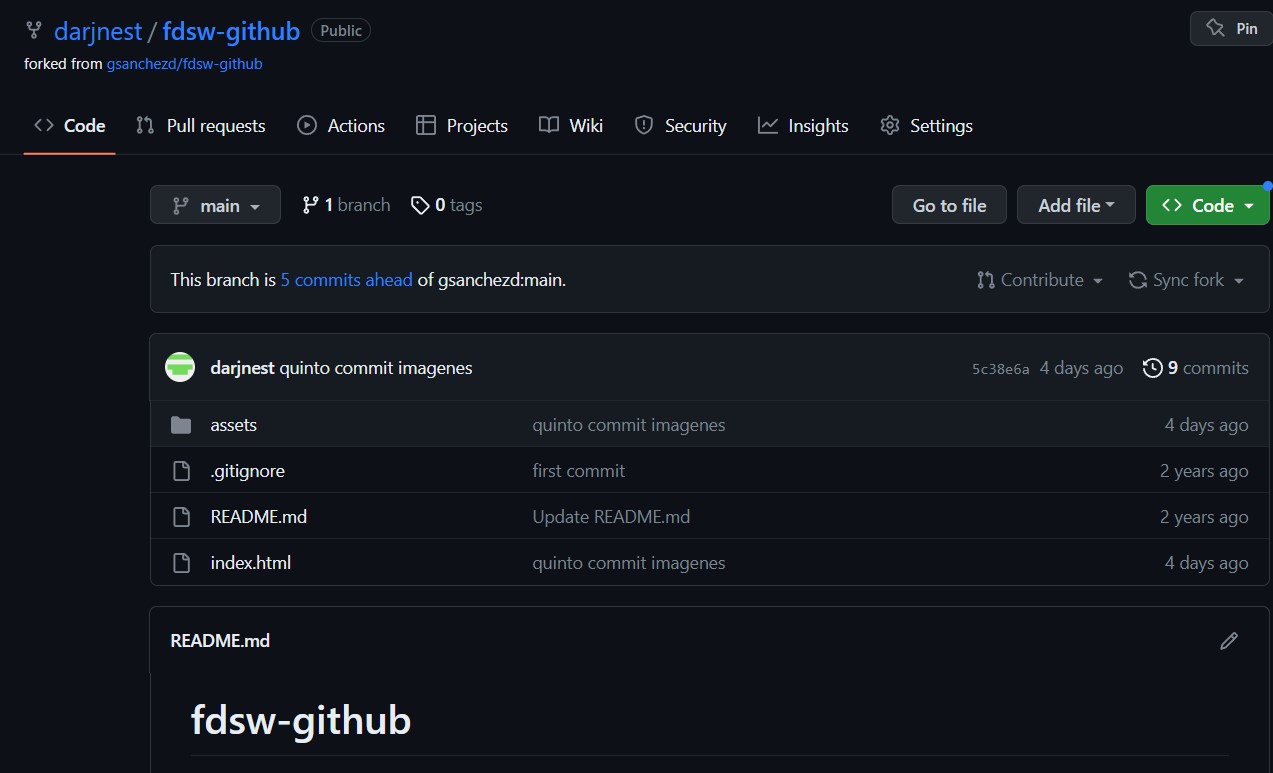 darjnest / fdsw-github Public Pin
forked from gsanchezd/fdsw-github
Code Pull requests Actions Projects Wiki Security Insights Settings
main 1 branch 0 tags Go to file Add file Code
This branch is 5 commits ahead of gsanchezd:main. Contribute Sync fork
darjnest quinto commit imagenes 5c38e6a 4 days ago 9 commits
assets quinto commit imagenes 4 days ago
.gitignore first commit 2 years ago
README.md Update README.md 2 years ago
index.html quinto commit imagenes 4 days ago
README.md
fdsw-github